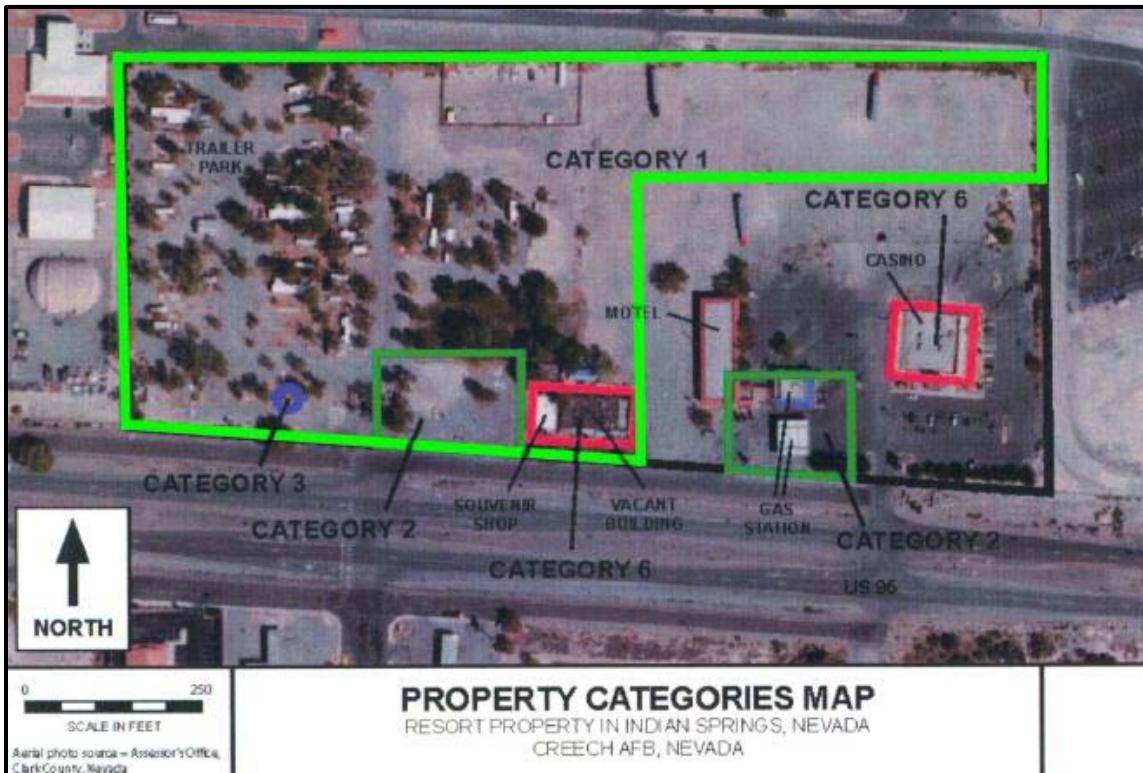 TRAILER
PARK
CATEGORY 1
CATEGORY 6
CASINO
MOTEL
CATEGORY 3
CATEGORY 2
SOUVENIR
SHOP
VACANT
BUILDING
GAS
STATION
CATEGORY 2
CATEGORY 6
US 95
NORTH
0 250
SCALE IN FEET
Aerial photo source – Assessor's Office,
Clark County, Nevada
PROPERTY CATEGORIES MAP
RESORT PROPERTY IN INDIAN SPRINGS, NEVADA
CREECH AFB, NEVADA